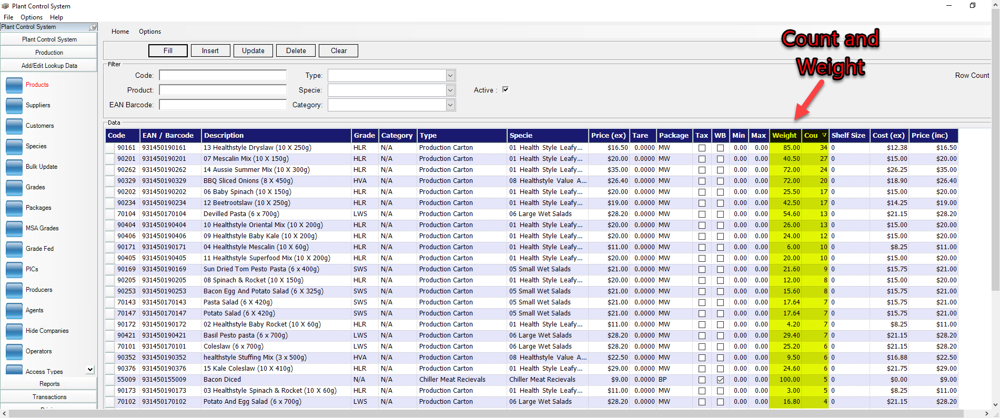 Plant Control System
File Options Help
Plant Control System
Plant Control System
Production
Add/Edit Lookup Data
Products
Suppliers
Customers
Species
Bulk Update
Grades
Packages
MSA Grades
Grade Fed
PICs
Producers
Agents
Hide Companies
Operators
Access Types
Reports
Transactions
Home Options
Fill Insert Update Delete Clear
Filter
Code: Type:
Product: Specie: Active :
EAN Barcode: Category:
Row Count
Count and
Weight
Data
Code EAN / Barcode Description Grade Category Type Specie Price (ex) Tare Package Tax WB Min Max Weight Cou Shelf Size Cost (ex) Price (inc)
90161 931450190161 13 Healthstyle Dryslaw (10 X 250g) HLR N/A Production Carton 01 Health Style Leafy... $16.50 0.0000 MW 0.00 0.00 85.00 34 0 $12.38 $16.50
90201 931450190201 07 Mescalin Mix (10 X 150g) HLR N/A Production Carton 01 Health Style Leafy... $20.00 0.0000 MW 0.00 0.00 40.50 27 0 $15.00 $20.00
90262 931450190262 14 Aussie Summer Mix (10 X 300g) HLR N/A Production Carton 01 Health Style Leafy... $35.00 0.0000 MW 0.00 0.00 72.00 24 0 $26.25 $35.00
90329 931450190329 BBQ Sliced Onions (8 X 450g) HVA N/A Production Carton 08 Healthstyle Value A... $26.40 0.0000 MW 0.00 0.00 72.00 20 0 $18.90 $26.40
90202 931450190202 06 Baby Spinach (10 X 150g) HLR N/A Production Carton 01 Health Style Leafy... $20.00 0.0000 MW 0.00 0.00 25.50 17 0 $15.00 $20.00
90234 931450190234 12 Beetrootslaw (10 X 250g) HLR N/A Production Carton 01 Health Style Leafy... $19.00 0.0000 MW 0.00 0.00 42.50 17 0 $14.25 $19.00
70104 931450170104 Devilled Pasta (6 x 700g) LWS N/A Production Carton 06 Large Wet Salads $28.20 0.0000 MW 0.00 0.00 54.60 13 0 $21.15 $28.20
90404 931450190404 10 Healthstyle Oriental Mix (10 X 200g) HLR N/A Production Carton 01 Health Style Leafy... $20.00 0.0000 MW 0.00 0.00 26.00 13 0 $15.00 $20.00
90406 931450190406 09 Healthstyle Baby Kale (10 X 200g) HLR N/A Production Carton 01 Health Style Leafy... $20.00 0.0000 MW 0.00 0.00 24.00 12 0 $15.00 $20.00
90171 931450190171 04 Healthstyle Mescalin (10 X 60g) HLR N/A Production Carton 01 Health Style Leafy... $11.00 0.0000 MW 0.00 0.00 6.00 10 0 $8.25 $11.00
90405 931450190405 11 Healthstyle Superfood Mix (10 X 200g) HLR N/A Production Carton 01 Health Style Leafy... $20.00 0.0000 MW 0.00 0.00 20.00 10 0 $15.00 $20.00
90169 931450190169 Sun Dried Tom Pesto Pasta (6 x 400g) SWS N/A Production Carton 05 Small Wet Salads $21.00 0.0000 MW 0.00 0.00 21.60 9 0 $15.75 $21.00
90205 931450190205 08 Spinach & Rocket (10 X 150g) HLR N/A Production Carton 01 Health Style Leafy... $20.00 0.0000 MW 0.00 0.00 12.00 8 0 $15.00 $20.00
90253 931450190253 Bacon Egg And Potato Salad (6 X 325g) SWS N/A Production Carton 05 Small Wet Salads $21.00 0.0000 MW 0.00 0.00 15.60 8 0 $15.75 $21.00
70143 931450170143 Pasta Salad (6 X 420g) SWS N/A Production Carton 05 Small Wet Salads $21.00 0.0000 MW 0.00 0.00 17.64 7 0 $15.75 $21.00
70147 931450170147 Potato Salad (6 X 420g) SWS N/A Production Carton 05 Small Wet Salads $21.00 0.0000 MW 0.00 0.00 17.64 7 0 $15.75 $21.00
90172 931450190172 02 Healthstyle Baby Rocket (10 X 60g) HLR N/A Production Carton 01 Health Style Leafy... $11.00 0.0000 MW 0.00 0.00 4.20 7 0 $8.25 $11.00
90421 931450190421 Basil Pesto pasta (6 x 700g) LWS N/A Production Carton 06 Large Wet Salads $28.20 0.0000 MW 0.00 0.00 29.40 7 0 $21.15 $28.20
70101 931450170101 Coleslaw (6 x 700g) LWS N/A Production Carton 06 Large Wet Salads $28.20 0.0000 MW 0.00 0.00 25.20 6 0 $21.15 $28.20
90352 931450190352 healthstyle Stuffing Mix (3 x 500g) HVA N/A Production Carton 08 Healthstyle Value A... $22.50 0.0000 MW 0.00 0.00 9.50 6 0 $16.88 $22.50
90376 931450190376 15 Kale Coleslaw (10 X 410g) HLR N/A Production Carton 01 Health Style Leafy... $29.00 0.0000 MW 0.00 0.00 24.60 6 0 $21.75 $29.00
55009 931450155009 Bacon Diced N/A Chiller Meat Recievals Chiller Meat Recievals $9.00 0.0000 BP 0.00 0.00 100.00 5 0 $0.00 $9.00
90173 931450190173 03 Healthstyle Spinach & Rocket (10 X 60g) HLR N/A Production Carton 01 Health Style Leafy... $11.00 0.0000 MW 0.00 0.00 3.00 5 0 $8.25 $11.00
70102 931450170102 Potato And Egg Salad (6 x 700g) LWS N/A Production Carton 06 Large Wet Salads $28.20 0.0000 MW 0.00 0.00 16.80 4 0 $21.15 $28.20